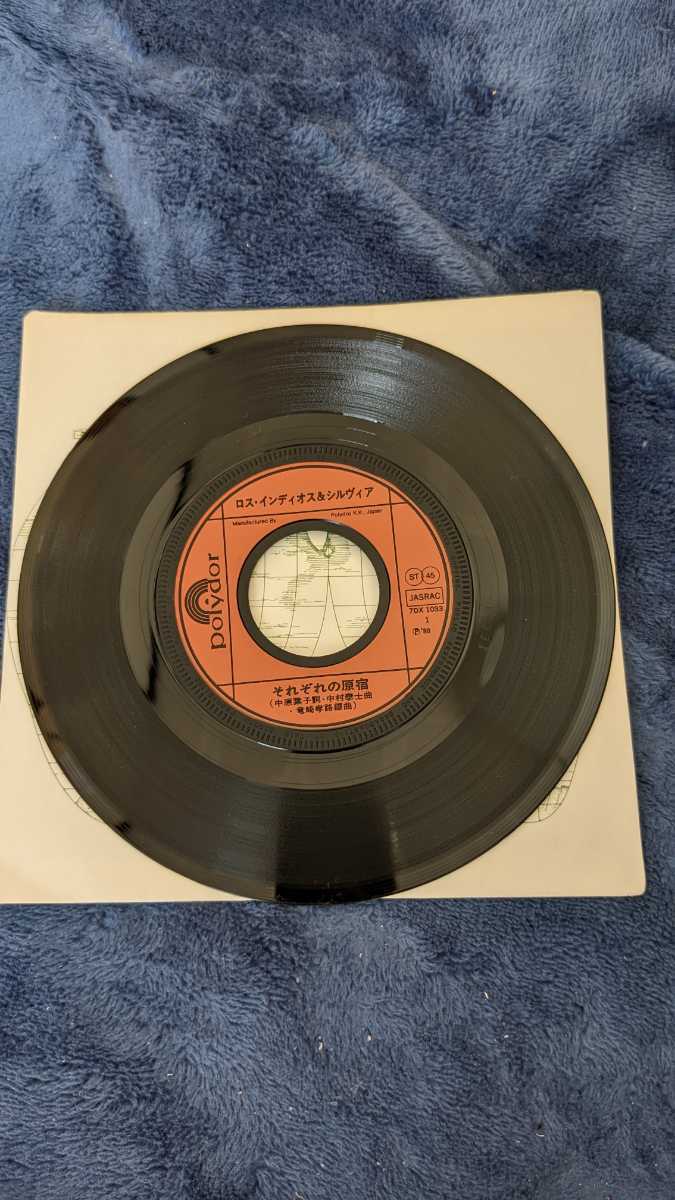 ロス・インディオス&シルヴィア
Manufactured By Polydor K.K., Japan
polydor
ST 45
JASRAC
7DX 1033
1
Ⓟ'80
それぞれの原宿
(中原葉子詞・中村泰士曲
・竜崎孝路編曲)